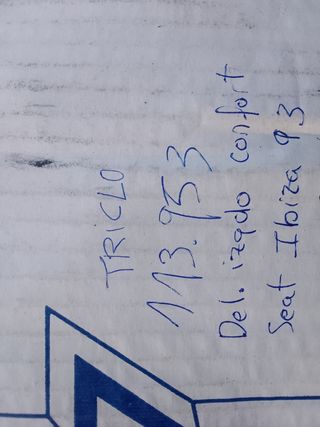 TRICLO
113.953
Del. izqdo confort
Seat Ibiza 93